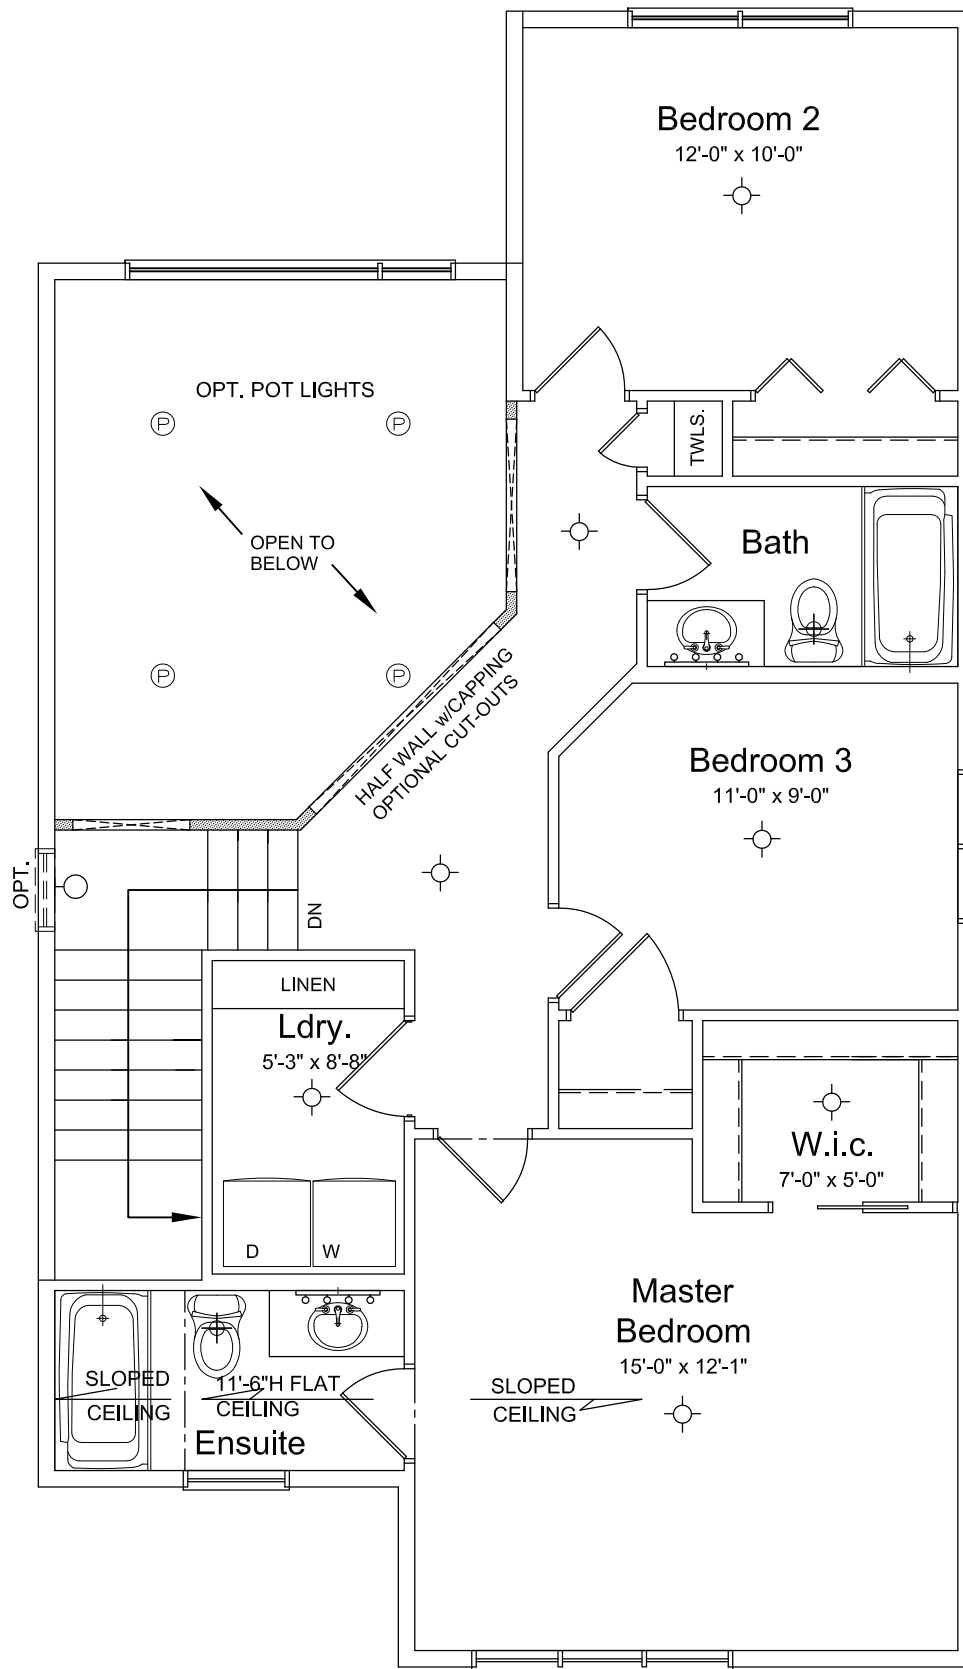 Bedroom 2
12'-0" x 10'-0"
OPT. POT LIGHTS
P
P
TWLS.
OPEN TO
BELOW
Bath
P
P
HALF WALL w/CAPPING
OPTIONAL CUT-OUTS
Bedroom 3
11'-0" x 9'-0"
OPT.
DN
LINEN
Ldry.
5'-3" x 8'-8"
W.i.c.
7'-0" x 5'-0"
D
W
Master
Bedroom
15'-0" x 12'-1"
SLOPED
CEILING
11'-6"H FLAT
CEILING
SLOPED
CEILING
Ensuite